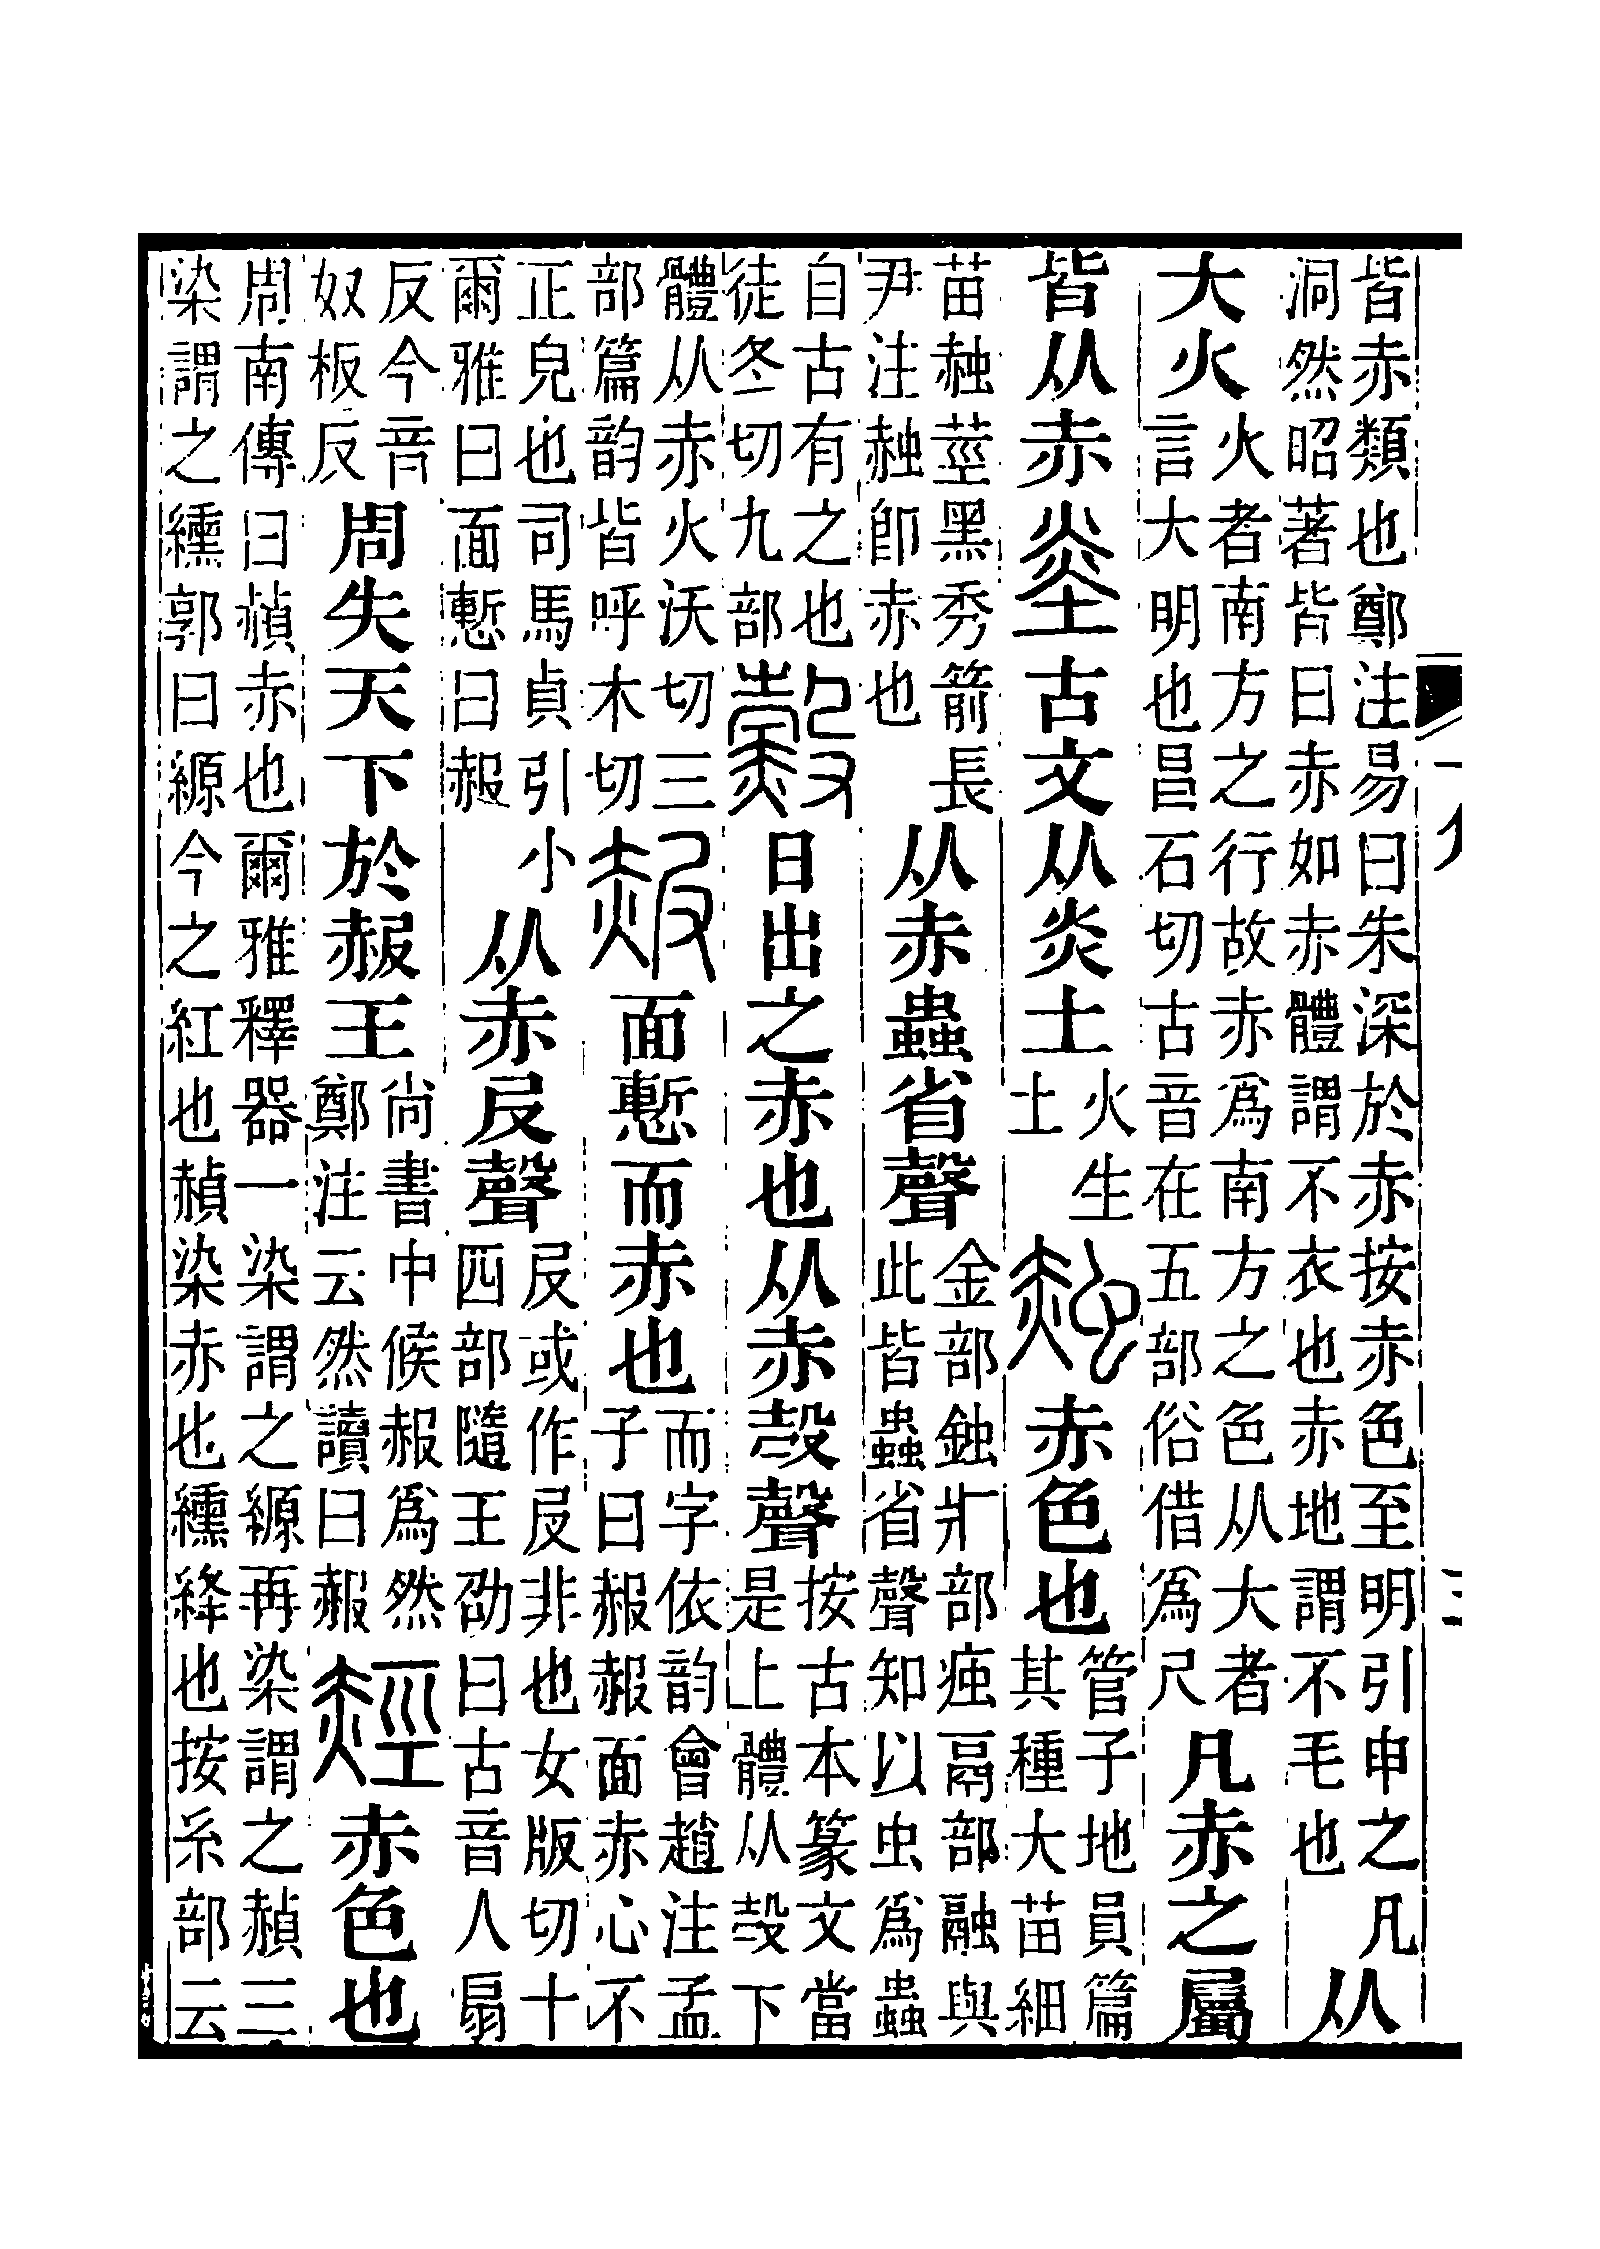 皆赤類也鄭注易曰朱深於赤按赤色至明引申之凡洞然昭著皆曰赤如赤體謂不衣也赤地謂不毛也从
大火火者南方之行故赤爲南方之色从大者言大明也昌石切古音在五部俗借爲尺凡赤之屬
皆从赤烾古文从炎土火生土赨赤色也管子地員篇其種大苗細
苗赨莖黑秀箭長尹注赨卽赤也从赤蟲省聲金部鉵疒部痋鬲部融與此皆蟲省聲知以虫爲蟲
自古有之也徒冬切九部𧹲日出之赤也从赤㱿聲按古本篆文當是上體从㱿下
體从赤火沃切三部篇韵皆呼木切赧面慙而赤也而字依韵會趙注孟子曰赧赧面赤心不
正皃也司馬貞引小爾雅曰面慙曰赧从赤𠬝聲𠬝或作𠬝非也女版切十四部隨王劭曰古音人扇
反今音奴板反周失天下於赧王尚書中候赧爲然鄭注云然讀曰赧䞓赤色也
周南傳曰赬赤也爾雅釋器一染謂之縓再染謂之赬三染謂之纁郭曰縓今之紅也赬染赤也纁絳也按糸部云